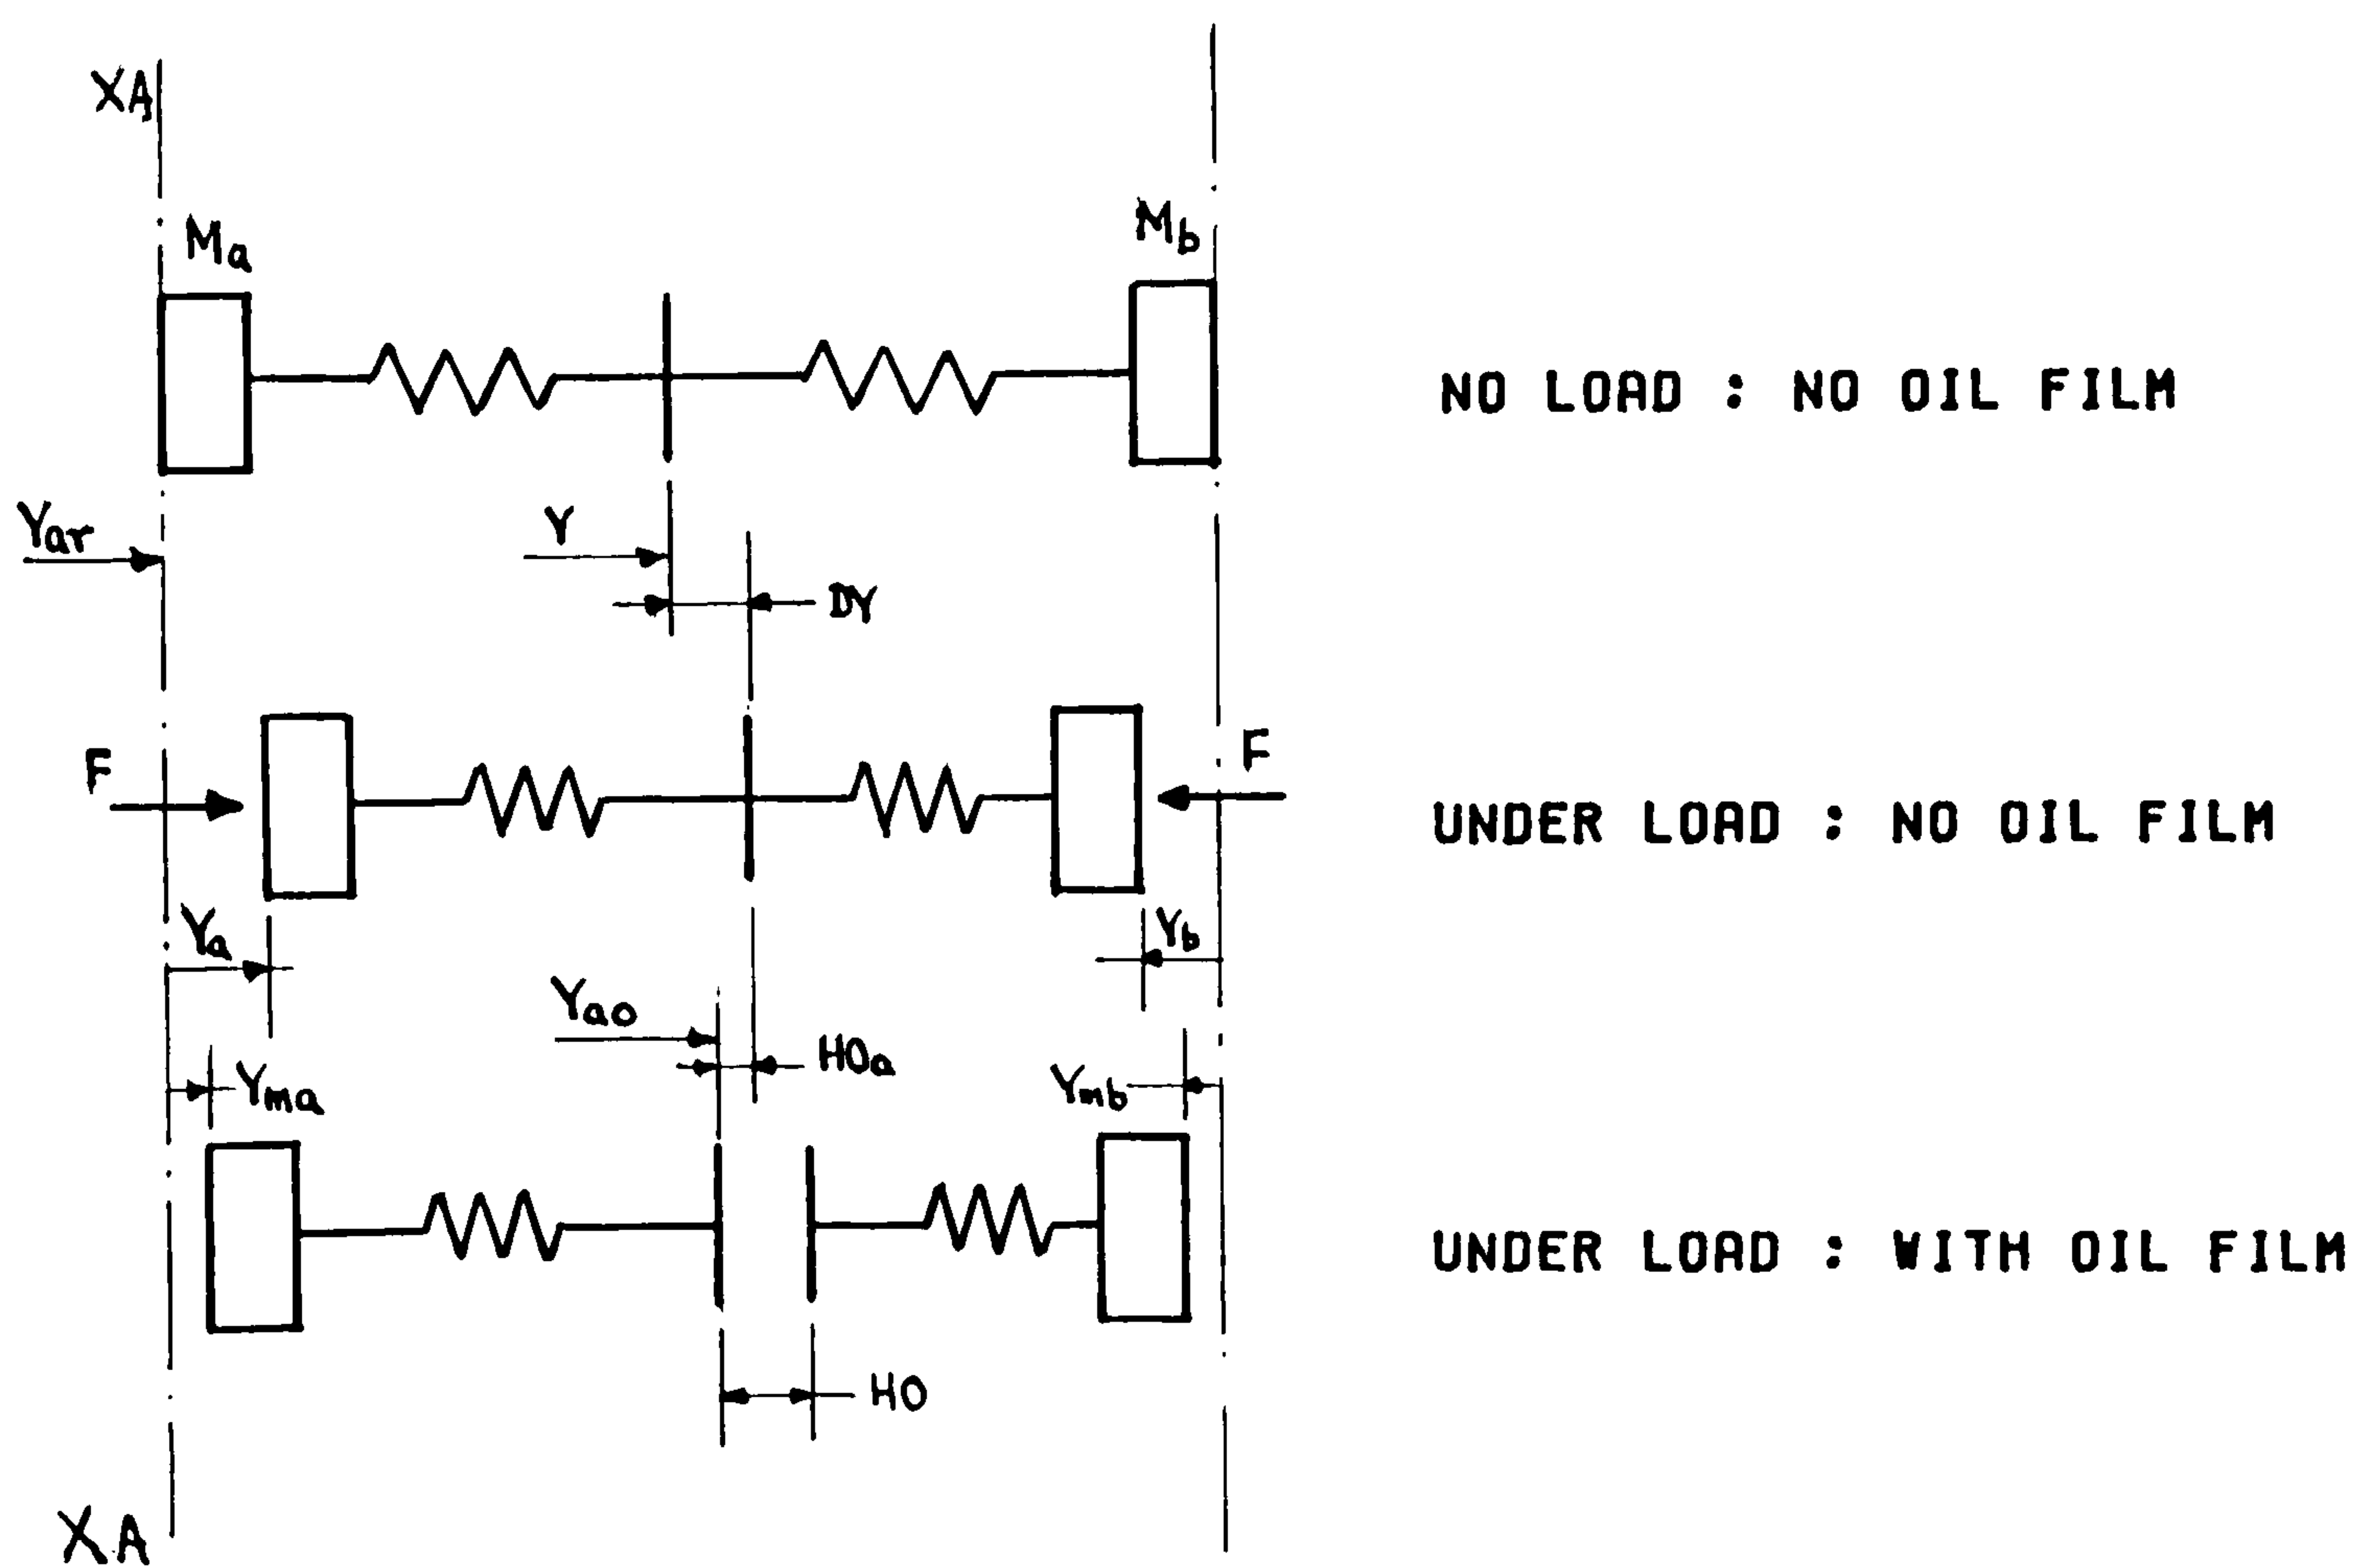 XA
Ma
Mb
NO LOAD : NO OIL FILM
Yar
Y
DY
F
F
UNDER LOAD : NO OIL FILM
Ya
Yb
Yao
HOa
Yma
Ymb
UNDER LOAD : WITH OIL FILM
HO
XA